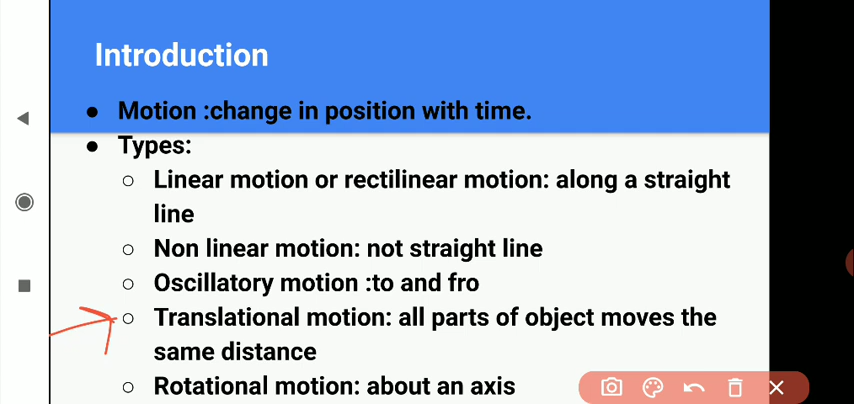 Introduction
● Motion :change in position with time.
● Types:
○ Linear motion or rectilinear motion: along a straight
line
○ Non linear motion: not straight line
○ Oscillatory motion :to and fro
○ Translational motion: all parts of object moves the
same distance
○ Rotational motion: about an axis